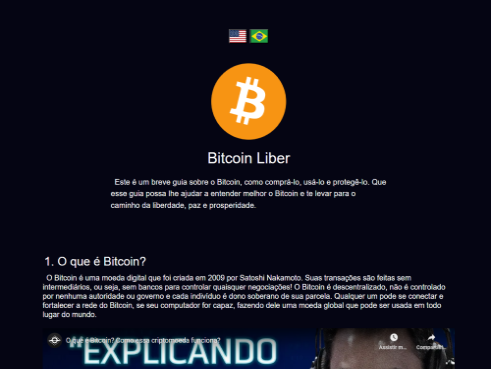 Bitcoin Liber
Este é um breve guia sobre o Bitcoin, como comprá-lo, usá-lo e protegê-lo. Que
esse guia possa lhe ajudar a entender melhor o Bitcoin e te levar para o
caminho da liberdade, paz e prosperidade.
1. O que é Bitcoin?
O Bitcoin é uma moeda digital que foi criada em 2009 por Satoshi Nakamoto. Suas transações são feitas sem
intermediários, ou seja, sem bancos para controlar quaisquer negociações! O Bitcoin é descentralizado, não é controlado
por nenhuma autoridade ou governo e cada indivíduo é dono soberano de sua parcela. Qualquer um pode se conectar e
fortalecer a rede do Bitcoin, se seu computador for capaz, fazendo dele uma moeda global que pode ser usada em todo
lugar do mundo.
O que é Bitcoin? Como essa criptomoeda funciona?
Assistir m...
Compartil...
"EXPLICANDO